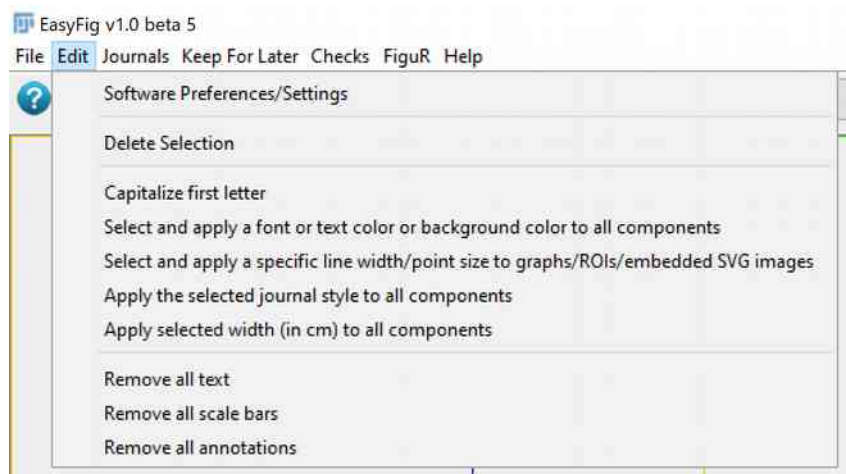 EasyFig v1.0 beta 5
File Edit Journals Keep For Later Checks FiguR Help
?
Software Preferences/Settings
Delete Selection
Capitalize first letter
Select and apply a font or text color or background color to all components
Select and apply a specific line width/point size to graphs/ROIs/embedded SVG images
Apply the selected journal style to all components
Apply selected width (in cm) to all components
Remove all text
Remove all scale bars
Remove all annotations